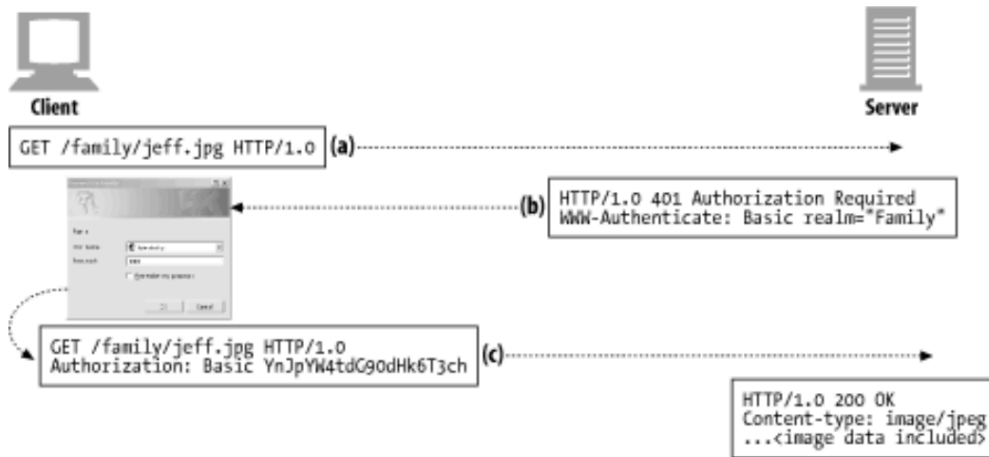 Client
Server
GET /family/jeff.jpg HTTP/1.0
(a)
(b)
HTTP/1.0 401 Authorization Required
WWW-Authenticate: Basic realm="Family"
Cancel
GET /family/jeff.jpg HTTP/1.0
Authorization: Basic YnJpYW4tdG90dHk6T3ch
(c)
HTTP/1.0 200 OK
Content-type: image/jpeg
...<image data included>